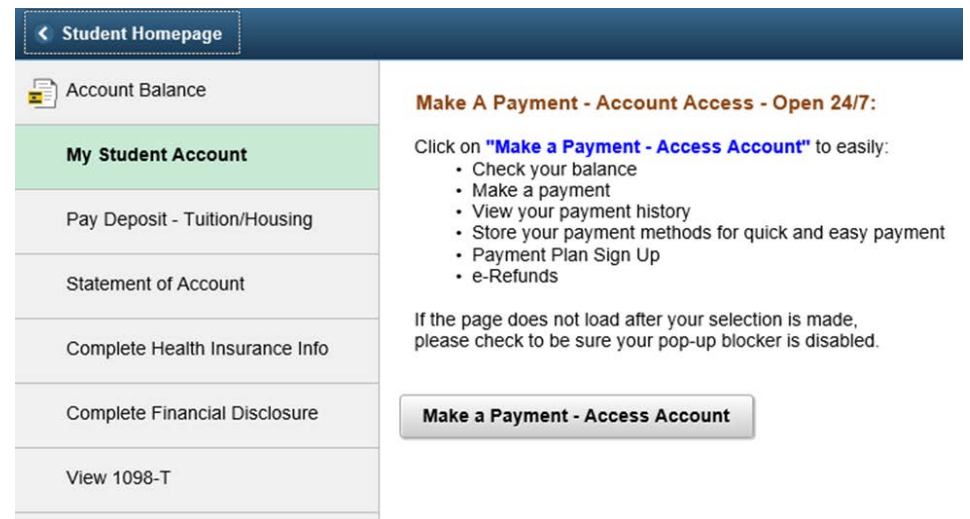 Student Homepage
Account Balance
My Student Account
Pay Deposit - Tuition/Housing
Statement of Account
Complete Health Insurance Info
Complete Financial Disclosure
View 1098-T
Make A Payment - Account Access - Open 24/7:
Click on "Make a Payment - Access Account" to easily:
• Check your balance
• Make a payment
• View your payment history
• Store your payment methods for quick and easy payment
• Payment Plan Sign Up
• e-Refunds
If the page does not load after your selection is made,
please check to be sure your pop-up blocker is disabled.
Make a Payment - Access Account